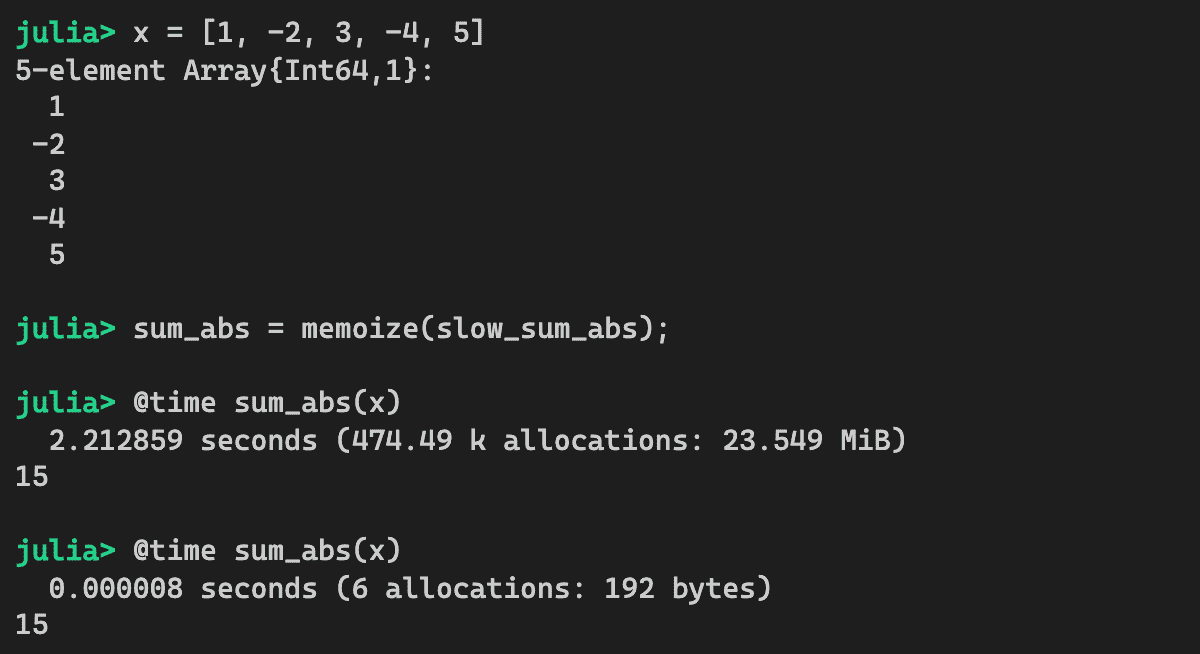 julia> x = [1, -2, 3, -4, 5]
5-element Array{Int64,1}:
  1
 -2
  3
 -4
  5
julia> sum_abs = memoize(slow_sum_abs);
julia> @time sum_abs(x)
  2.212859 seconds (474.49 k allocations: 23.549 MiB)
15
julia> @time sum_abs(x)
  0.000008 seconds (6 allocations: 192 bytes)
15